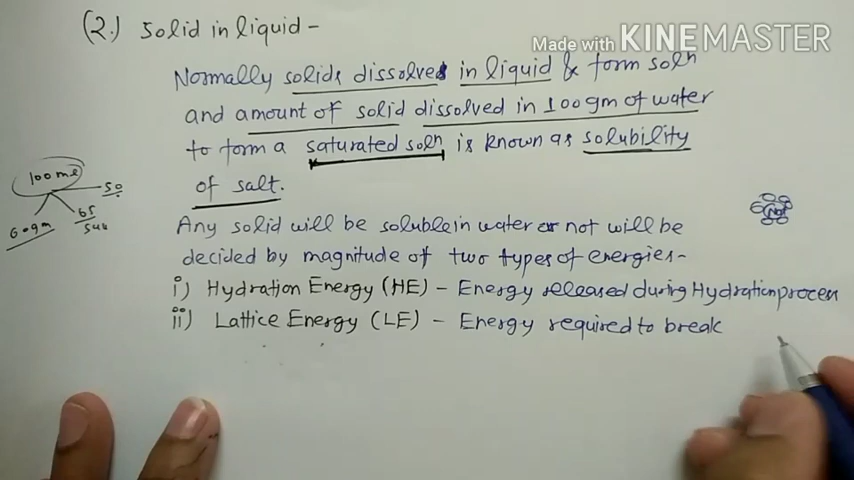 Made with KINEMASTER
(2.) Solid in liquid -
Normally solids dissolves in liquid & form soln
and amount of solid dissolved in 100gm of water
to form a saturated soln is known as solubility
of salt.
100ml
50
60gm
65
Any solid will be soluble in water or not will be
decided by magnitude of two types of energies-
i) Hydration Energy (HE) - Energy released during Hydration process
ii) Lattice Energy (LE) - Energy required to break